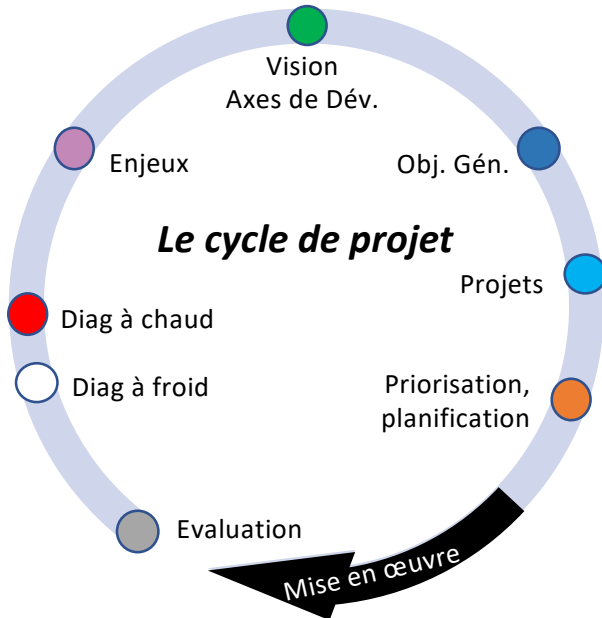 Vision
Axes de Dév.
Enjeux
Obj. Gén.
Le cycle de projet
Projets
Diag à chaud
Diag à froid
Priorisation,
planification
Evaluation
Mise en œuvre